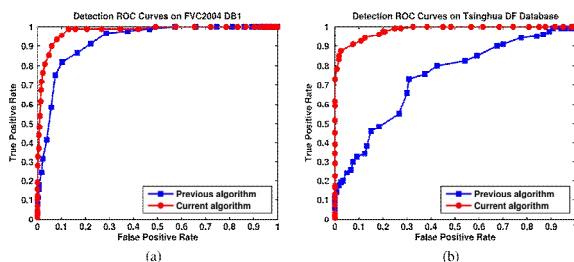 Detection ROC Curves on FVC2004 DB1
True Positive Rate
1
0.9
0.8
0.7
0.6
0.5
0.4
0.3
0.2
0.1
0
0 0.1 0.2 0.3 0.4 0.5 0.6 0.7 0.8 0.9 1
False Positive Rate
Previous algorithm
Current algorithm
(a)
Detection ROC Curves on Tsinghua DF Database
True Positive Rate
1
0.9
0.8
0.7
0.6
0.5
0.4
0.3
0.2
0.1
0
0 0.1 0.2 0.3 0.4 0.5 0.6 0.7 0.8 0.9
False Positive Rate
Previous algorithm
Current algorithm
(b)